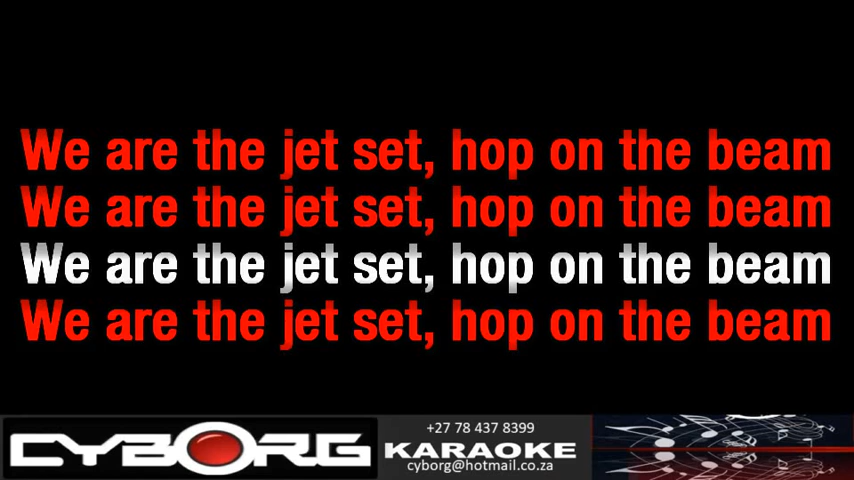 We are the jet set, hop on the beam
We are the jet set, hop on the beam
We are the jet set, hop on the beam
We are the jet set, hop on the beam
CYBORG
+27 78 437 8399
KARAOKE
cyborg@hotmail.co.za